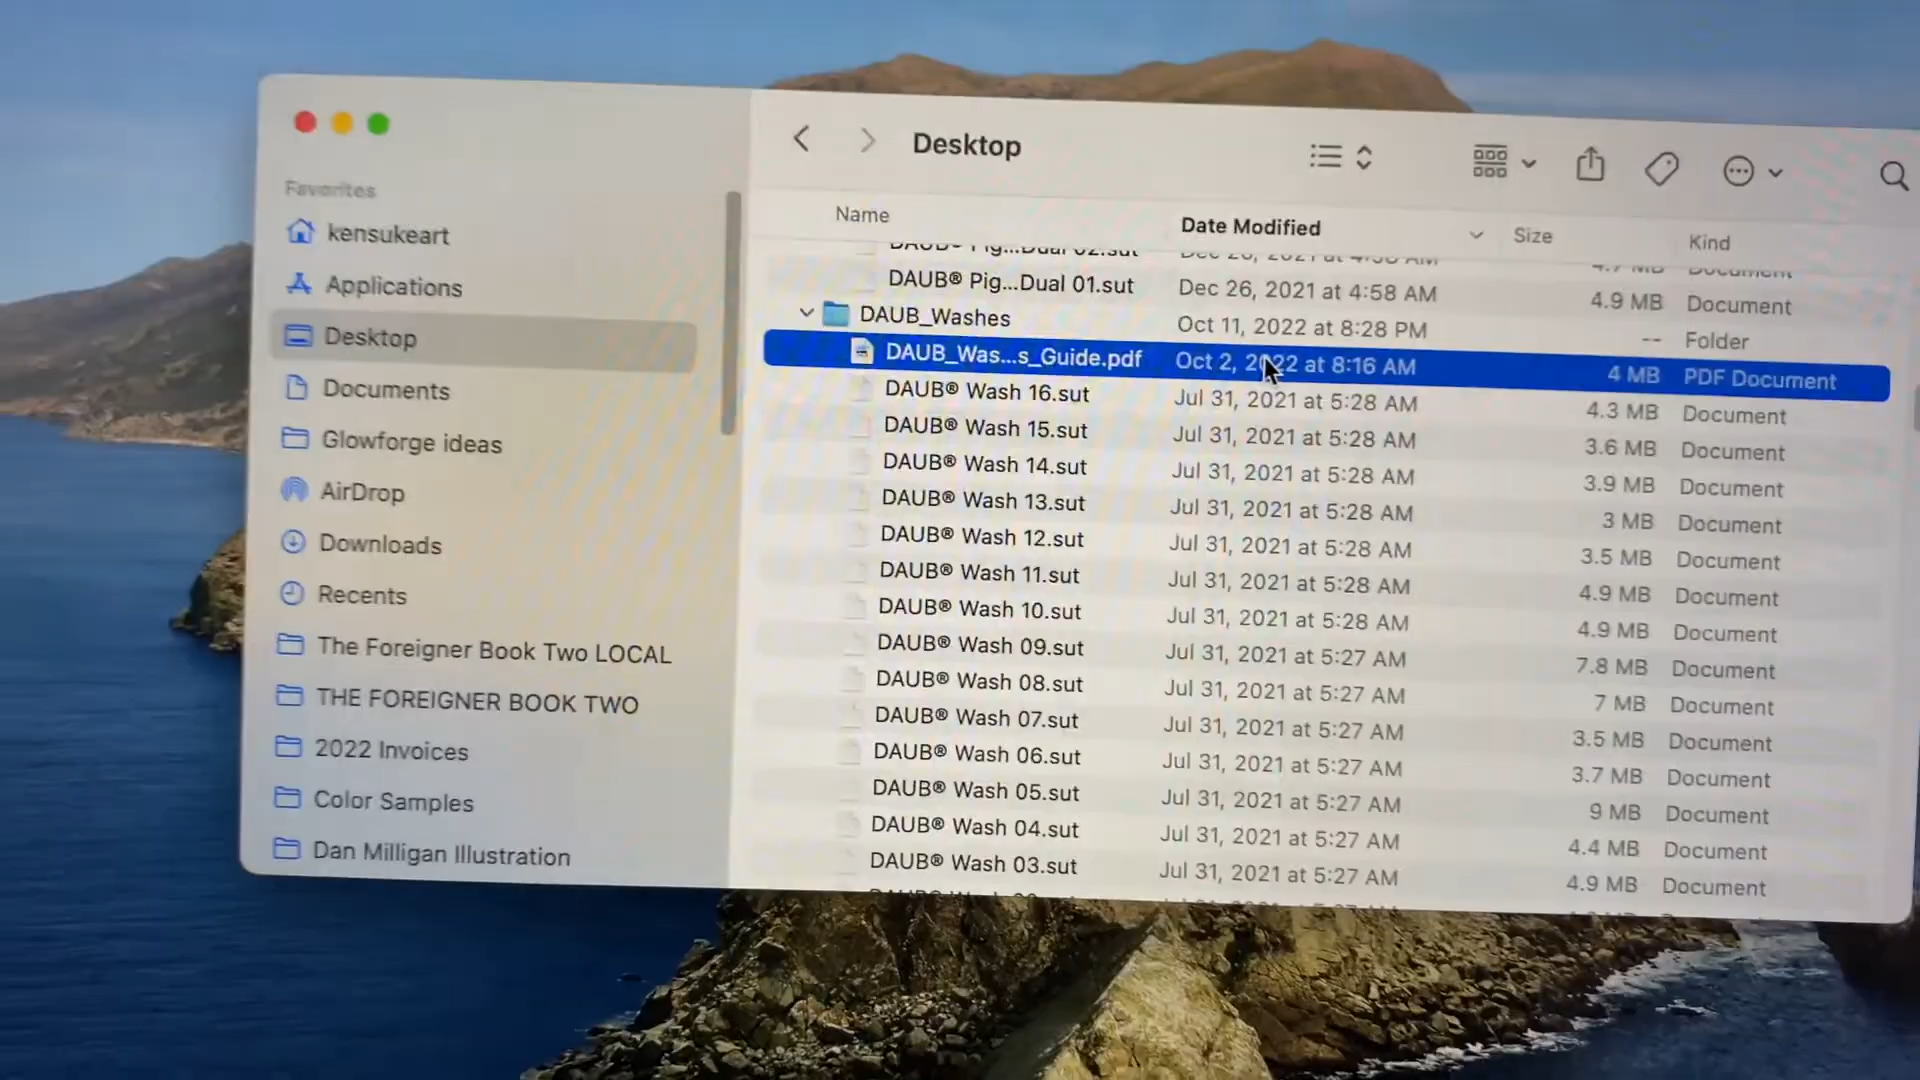 Desktop
Favorites
kensukeart
Applications
Desktop
Documents
Glowforge ideas
AirDrop
Downloads
Recents
The Foreigner Book Two LOCAL
THE FOREIGNER BOOK TWO
2022 Invoices
Color Samples
Dan Milligan Illustration
Name Date Modified Size Kind
DAUB® Pig...Dual 02.sut Document
DAUB® Pig...Dual 01.sut Dec 26, 2021 at 4:58 AM 4.9 MB Document
DAUB_Washes Oct 11, 2022 at 8:28 PM -- Folder
DAUB_Was...s_Guide.pdf Oct 2, 2022 at 8:16 AM 4 MB PDF Document
DAUB® Wash 16.sut Jul 31, 2021 at 5:28 AM 4.3 MB Document
DAUB® Wash 15.sut Jul 31, 2021 at 5:28 AM 3.6 MB Document
DAUB® Wash 14.sut Jul 31, 2021 at 5:28 AM 3.9 MB Document
DAUB® Wash 13.sut Jul 31, 2021 at 5:28 AM 3 MB Document
DAUB® Wash 12.sut Jul 31, 2021 at 5:28 AM 3.5 MB Document
DAUB® Wash 11.sut Jul 31, 2021 at 5:28 AM 4.9 MB Document
DAUB® Wash 10.sut Jul 31, 2021 at 5:28 AM 4.9 MB Document
DAUB® Wash 09.sut Jul 31, 2021 at 5:27 AM 7.8 MB Document
DAUB® Wash 08.sut Jul 31, 2021 at 5:27 AM 7 MB Document
DAUB® Wash 07.sut Jul 31, 2021 at 5:27 AM 3.5 MB Document
DAUB® Wash 06.sut Jul 31, 2021 at 5:27 AM 3.7 MB Document
DAUB® Wash 05.sut Jul 31, 2021 at 5:27 AM 9 MB Document
DAUB® Wash 04.sut Jul 31, 2021 at 5:27 AM 4.4 MB Document
DAUB® Wash 03.sut Jul 31, 2021 at 5:27 AM 4.9 MB Document